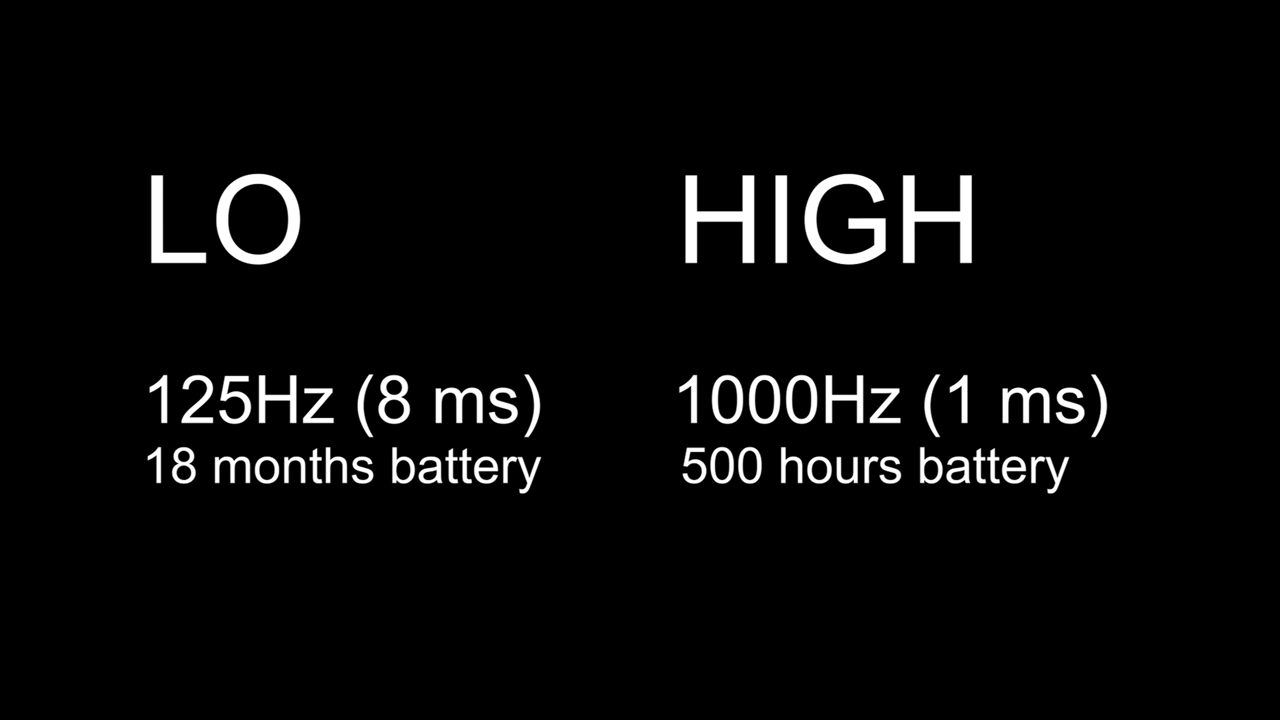 LO
125Hz (8 ms)
18 months battery
HIGH
1000Hz (1 ms)
500 hours battery